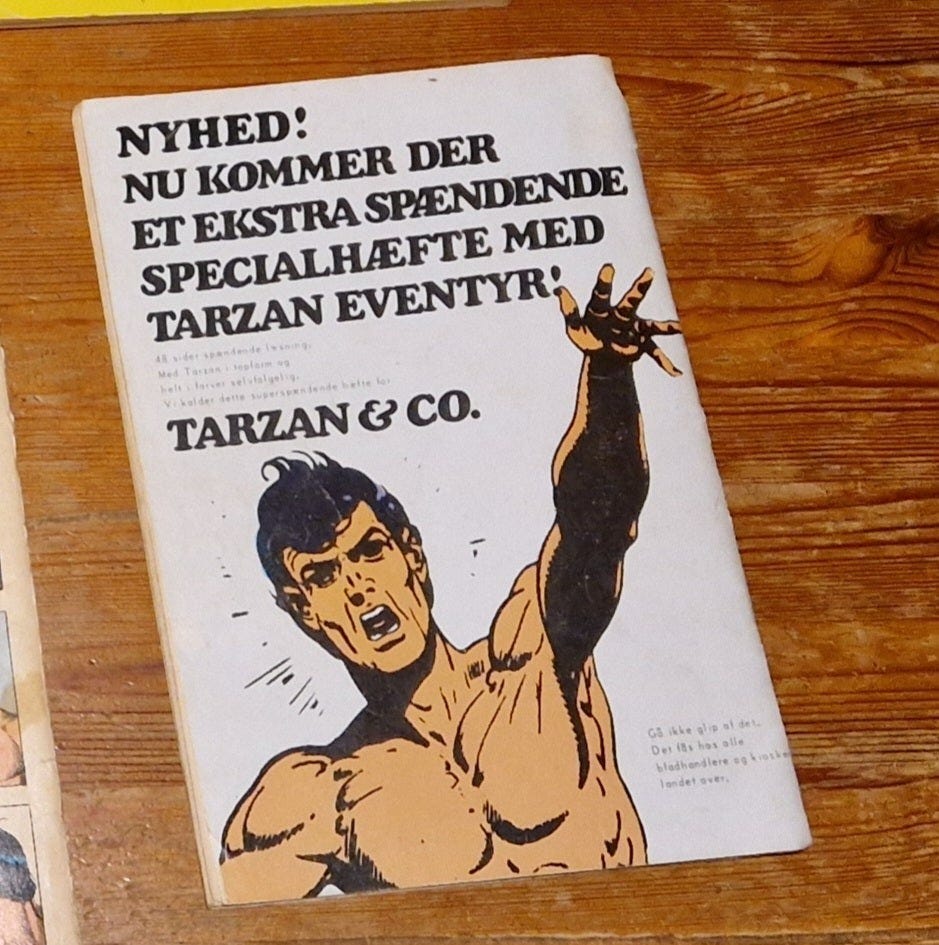 NYHED!
NU KOMMER DER
ET EKSTRA SPÆNDENDE
SPECIALHÆFTE MED
TARZAN EVENTYR!
48 sider spændende læsning,
Med Tarzan i topform og
helt i farver selvfølgelig,
Vi kalder dette superspændende hæfte for
TARZAN & CO.
Gå ikke glip af det.
Det fås hos alle
bladhandlere og kiosker
landet over.